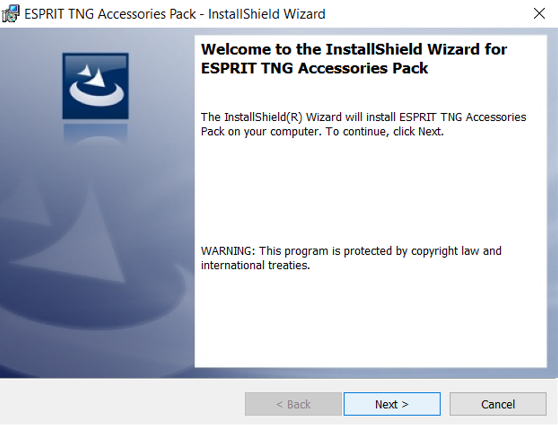 ESPRIT TNG Accessories Pack - InstallShield Wizard
Welcome to the InstallShield Wizard for
ESPRIT TNG Accessories Pack
The InstallShield(R) Wizard will install ESPRIT TNG Accessories
Pack on your computer. To continue, click Next.
WARNING: This program is protected by copyright law and
international treaties.
< Back
Next >
Cancel